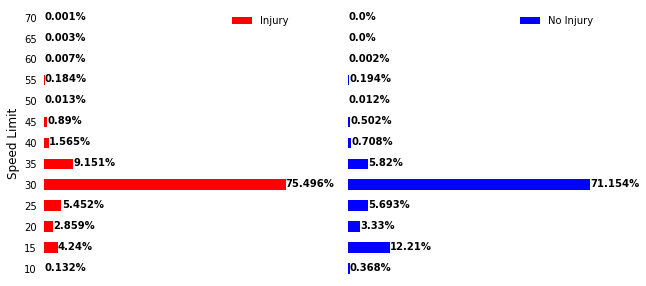 70 0.001% Injury 0.0% No Injury
65 0.003% 0.0%
60 0.007% 0.002%
55 0.184% 0.194%
50 0.013% 0.012%
45 0.89% 0.502%
40 1.565% 0.708%
35 9.151% 5.82%
30 75.496% 71.154%
25 5.452% 5.693%
20 2.859% 3.33%
15 4.24% 12.21%
10 0.132% 0.368%
Speed Limit